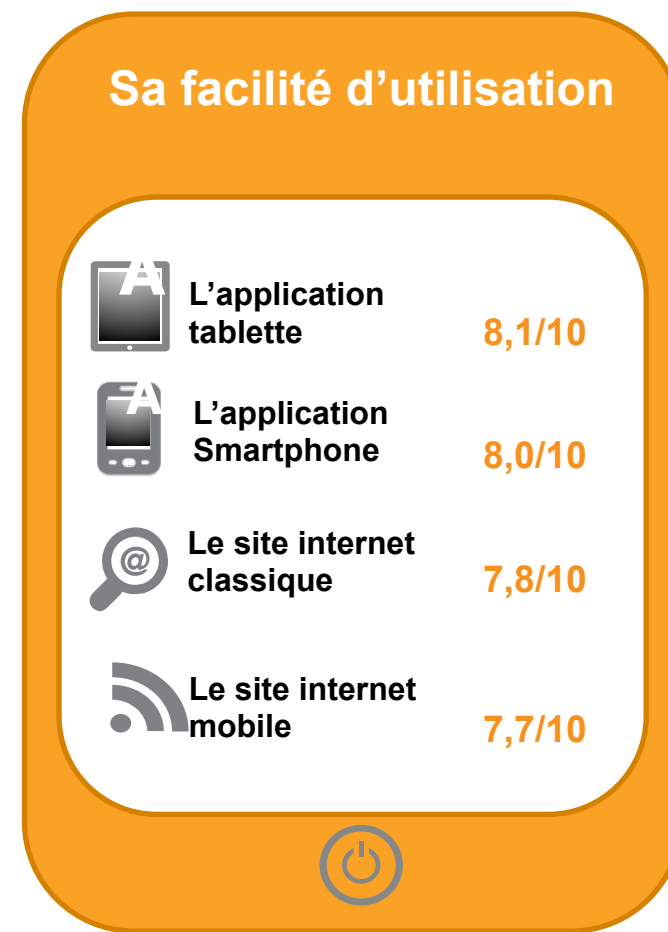 Sa facilité d’utilisation
A
L’application
tablette
8,1/10
A
L’application
Smartphone
8,0/10
@
Le site internet
classique
7,8/10
Le site internet
mobile
7,7/10